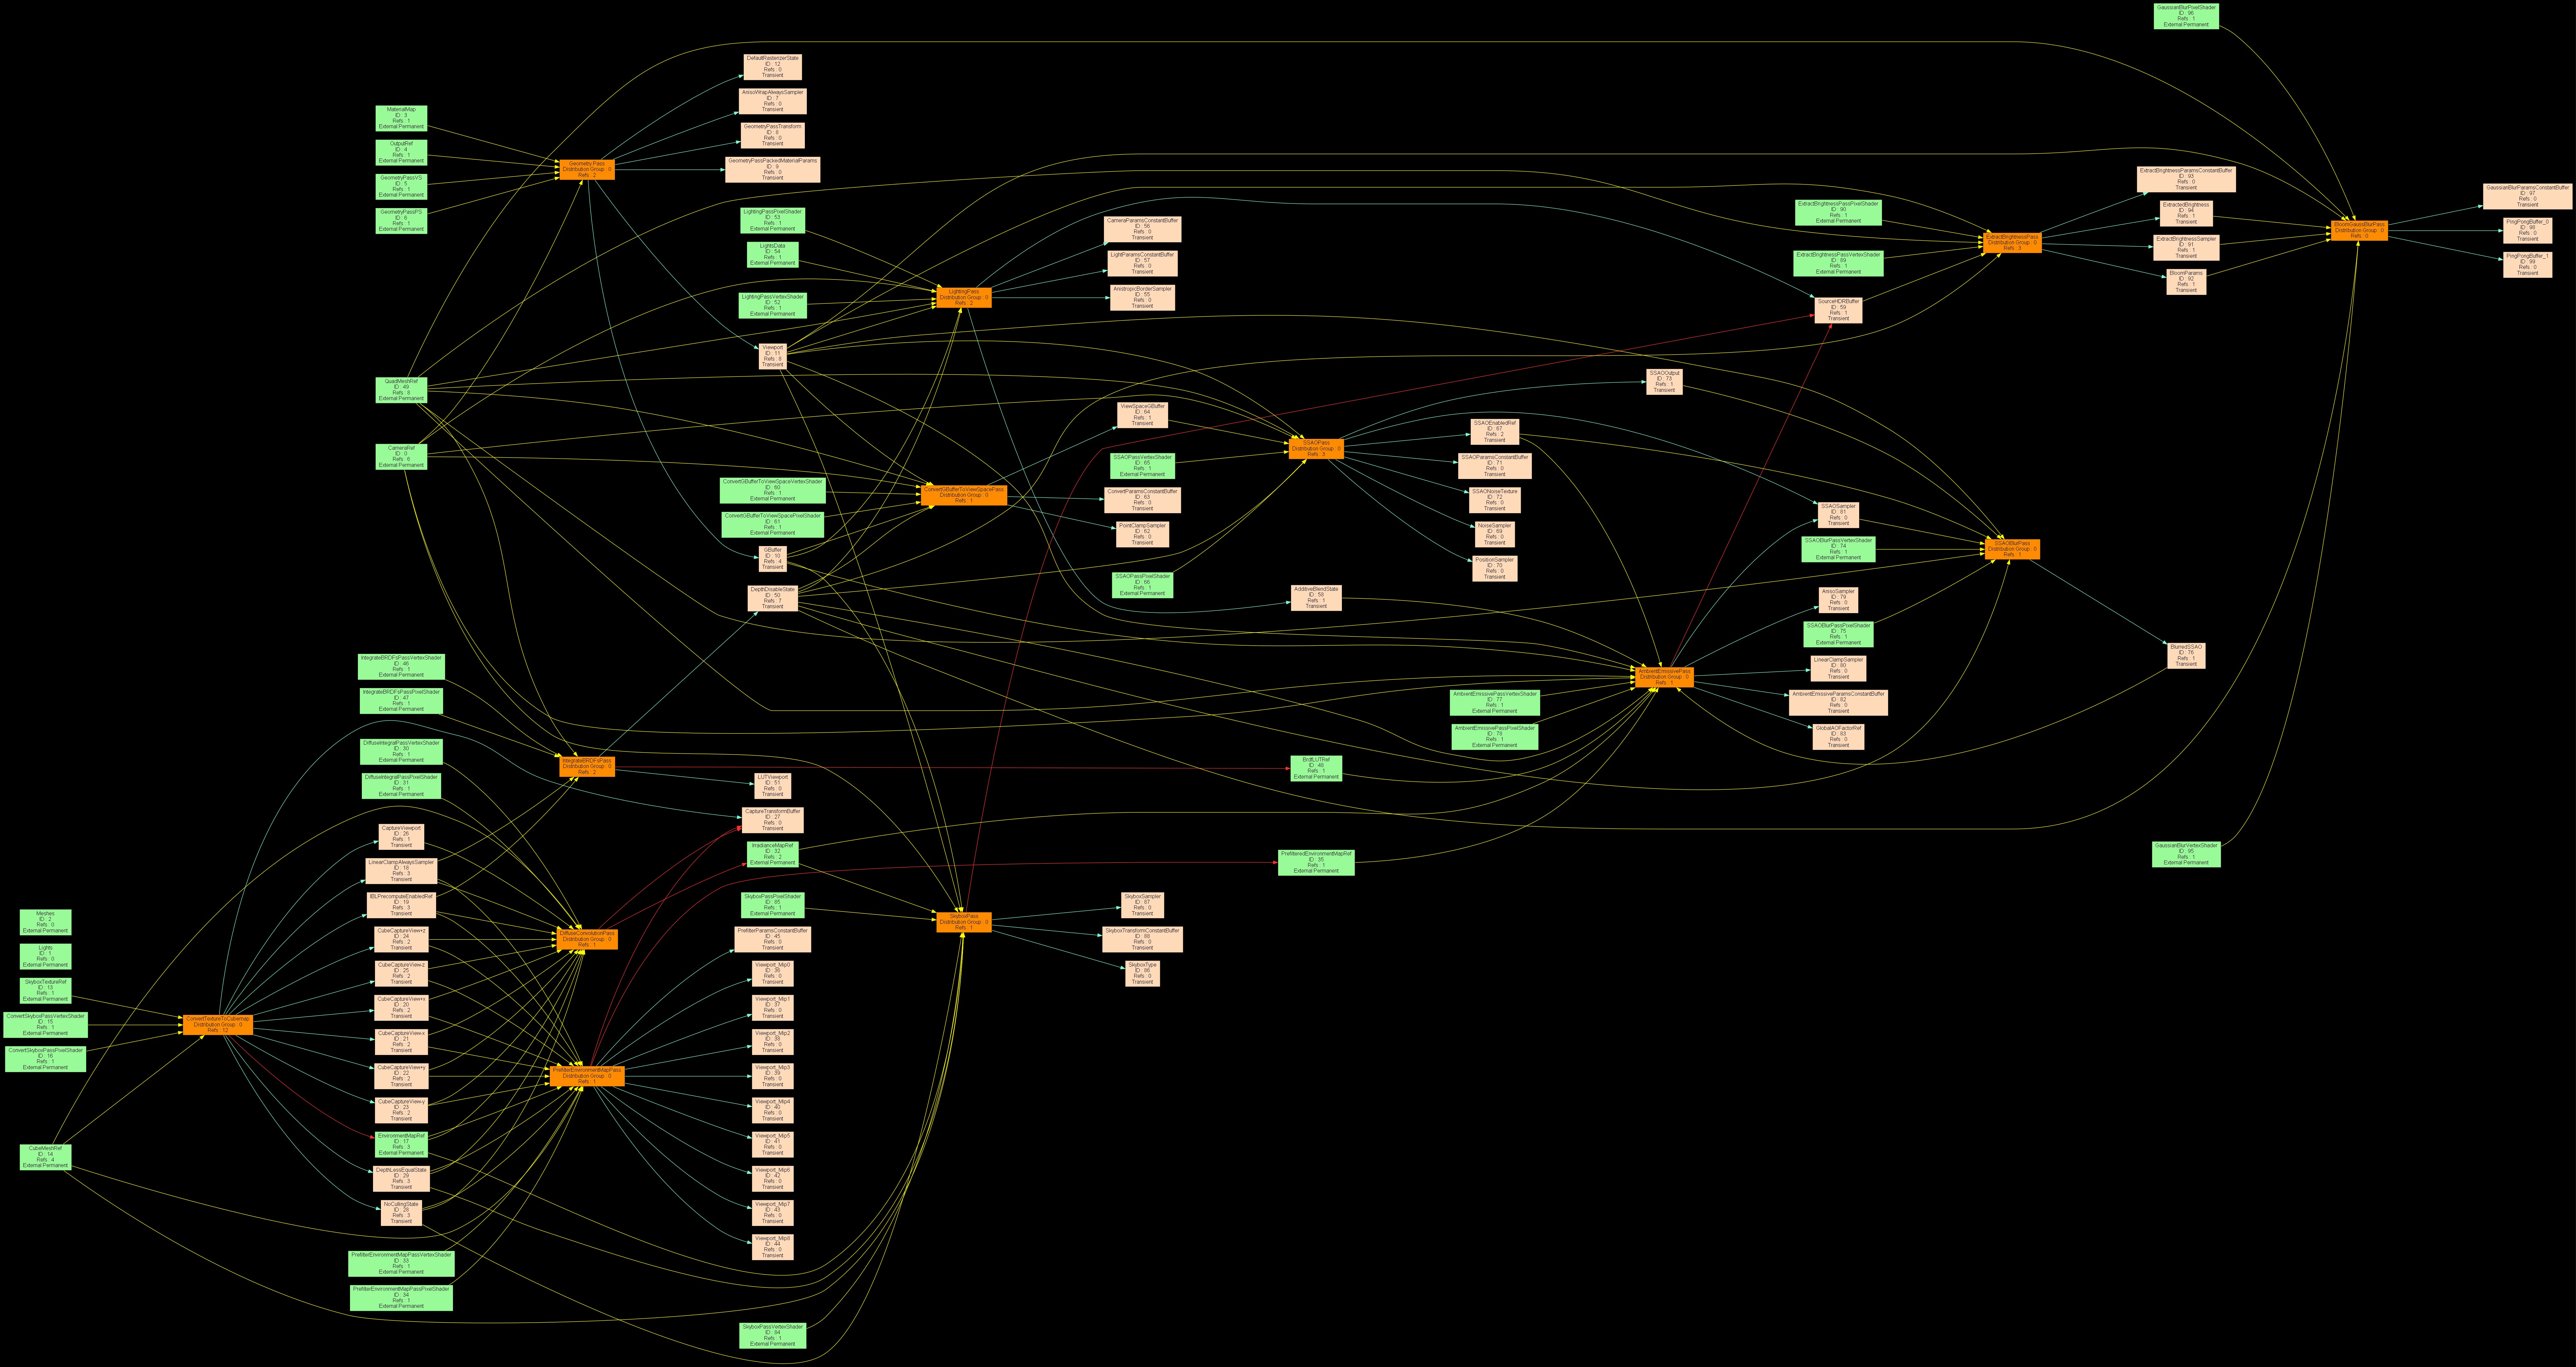 GaussianBlurPixelShader
ID : 96
Refs : 1
External Permanent
DefaultRasterizerState
ID : 12
Refs : 0
Transient
AnisoWrapAlwaysSampler
ID : 7
Refs : 0
Transient
GeometryPassTransform
ID : 8
Refs : 0
Transient
GeometryPassPackedMaterialParams
ID : 9
Refs : 0
Transient
MaterialMap
ID : 3
Refs : 1
External Permanent
OutputRef
ID : 4
Refs : 1
External Permanent
GeometryPassVS
ID : 5
Refs : 1
External Permanent
GeometryPassPS
ID : 6
Refs : 1
External Permanent
Geometry Pass
Distribution Group : 0
Refs : 2
LightingPassPixelShader
ID : 53
Refs : 1
External Permanent
LightsData
ID : 54
Refs : 1
External Permanent
LightingPassVertexShader
ID : 52
Refs : 1
External Permanent
LightingPass
Distribution Group : 0
Refs : 2
CameraParamsConstantBuffer
ID : 56
Refs : 0
Transient
LightParamsConstantBuffer
ID : 57
Refs : 0
Transient
AnistropicBorderSampler
ID : 55
Refs : 0
Transient
ExtractBrightnessPassPixelShader
ID : 90
Refs : 1
External Permanent
ExtractBrightnessPassVertexShader
ID : 89
Refs : 1
External Permanent
SourceHDRBuffer
ID : 59
Refs : 1
Transient
ExtractBrightnessPass
Distribution Group : 0
Refs : 3
ExtractBrightnessParamsConstantBuffer
ID : 93
Refs : 0
Transient
ExtractedBrightness
ID : 94
Refs : 1
Transient
ExtractBrightnessSampler
ID : 91
Refs : 1
Transient
BloomParams
ID : 92
Refs : 1
Transient
BloomGaussBlurPass
Distribution Group : 0
Refs : 0
GaussianBlurParamsConstantBuffer
ID : 97
Refs : 0
Transient
PingPongBuffer_0
ID : 98
Refs : 0
Transient
PingPongBuffer_1
ID : 99
Refs : 0
Transient
Viewport
ID : 11
Refs : 8
Transient
QuadMeshRef
ID : 49
Refs : 8
External Permanent
CameraRef
ID : 0
Refs : 6
External Permanent
SSAOOutput
ID : 73
Refs : 1
Transient
ViewSpaceGBuffer
ID : 64
Refs : 1
Transient
SSAOPassVertexShader
ID : 65
Refs : 1
External Permanent
SSAOPass
Distribution Group : 0
Refs : 3
SSAOEnabledRef
ID : 67
Refs : 2
Transient
SSAOParamsConstantBuffer
ID : 71
Refs : 0
Transient
SSAONoiseTexture
ID : 72
Refs : 0
Transient
NoiseSampler
ID : 69
Refs : 0
Transient
PositionSampler
ID : 70
Refs : 0
Transient
ConvertGBufferToViewSpaceVertexShader
ID : 60
Refs : 1
External Permanent
ConvertGBufferToViewSpacePixelShader
ID : 61
Refs : 1
External Permanent
ConvertGBufferToViewSpacePass
Distribution Group : 0
Refs : 1
ConvertParamsConstantBuffer
ID : 63
Refs : 0
Transient
PointClampSampler
ID : 62
Refs : 0
Transient
GBuffer
ID : 10
Refs : 4
Transient
DepthDisableState
ID : 50
Refs : 7
Transient
SSAOPassPixelShader
ID : 66
Refs : 1
External Permanent
AdditiveBlendState
ID : 58
Refs : 1
Transient
SSAOSampler
ID : 81
Refs : 0
Transient
SSAOBlurPassVertexShader
ID : 74
Refs : 1
External Permanent
SSAOBlurPass
Distribution Group : 0
Refs : 1
AnisoSampler
ID : 79
Refs : 0
Transient
SSAOBlurPassPixelShader
ID : 75
Refs : 1
External Permanent
LinearClampSampler
ID : 80
Refs : 0
Transient
AmbientEmissiveParamsConstantBuffer
ID : 82
Refs : 0
Transient
GlobalAOFactorRef
ID : 83
Refs : 0
Transient
BlurredSSAO
ID : 76
Refs : 1
Transient
AmbientEmissivePass
Distribution Group : 0
Refs : 1
AmbientEmissivePassVertexShader
ID : 77
Refs : 1
External Permanent
AmbientEmissivePassPixelShader
ID : 78
Refs : 1
External Permanent
BrdfLUTRef
ID : 48
Refs : 1
External Permanent
IntegrateBRDFsPassVertexShader
ID : 46
Refs : 1
External Permanent
IntegrateBRDFsPassPixelShader
ID : 47
Refs : 1
External Permanent
DiffuseIntegralPassVertexShader
ID : 30
Refs : 1
External Permanent
DiffuseIntegralPassPixelShader
ID : 31
Refs : 1
External Permanent
IntegrateBRDFsPass
Distribution Group : 0
Refs : 2
LUTViewport
ID : 51
Refs : 0
Transient
CaptureTransformBuffer
ID : 27
Refs : 0
Transient
IrradianceMapRef
ID : 32
Refs : 2
External Permanent
PrefilteredEnvironmentMapRef
ID : 35
Refs : 1
External Permanent
GaussianBlurVertexShader
ID : 95
Refs : 1
External Permanent
CaptureViewport
ID : 26
Refs : 1
Transient
LinearClampAlwaysSampler
ID : 18
Refs : 3
Transient
IBLPrecomputeEnabledRef
ID : 19
Refs : 3
Transient
CubeCaptureView+z
ID : 24
Refs : 2
Transient
CubeCaptureView-z
ID : 25
Refs : 2
Transient
CubeCaptureView+x
ID : 20
Refs : 2
Transient
CubeCaptureView-x
ID : 21
Refs : 2
Transient
CubeCaptureView+y
ID : 22
Refs : 2
Transient
CubeCaptureView-y
ID : 23
Refs : 2
Transient
EnvironmentMapRef
ID : 17
Refs : 3
External Permanent
DepthLessEqualState
ID : 29
Refs : 3
Transient
NoCullingState
ID : 28
Refs : 3
Transient
Meshes
ID : 2
Refs : 0
External Permanent
Lights
ID : 1
Refs : 0
External Permanent
SkyboxTextureRef
ID : 13
Refs : 1
External Permanent
ConvertSkyboxPassVertexShader
ID : 15
Refs : 1
External Permanent
ConvertSkyboxPassPixelShader
ID : 16
Refs : 1
External Permanent
ConvertTextureToCubemap
Distribution Group : 0
Refs : 12
CubeMeshRef
ID : 14
Refs : 4
External Permanent
DiffuseConvolutionPass
Distribution Group : 0
Refs : 1
PrefilterEnvironmentMapPass
Distribution Group : 0
Refs : 1
SkyboxPassPixelShader
ID : 85
Refs : 1
External Permanent
SkyboxPass
Distribution Group : 0
Refs : 1
SkyboxSampler
ID : 87
Refs : 0
Transient
SkyboxTransformConstantBuffer
ID : 88
Refs : 0
Transient
SkyboxType
ID : 86
Refs : 0
Transient
PrefilterParamsConstantBuffer
ID : 45
Refs : 0
Transient
Viewport_Mip0
ID : 36
Refs : 0
Transient
Viewport_Mip1
ID : 37
Refs : 0
Transient
Viewport_Mip2
ID : 38
Refs : 0
Transient
Viewport_Mip3
ID : 39
Refs : 0
Transient
Viewport_Mip4
ID : 40
Refs : 0
Transient
Viewport_Mip5
ID : 41
Refs : 0
Transient
Viewport_Mip6
ID : 42
Refs : 0
Transient
Viewport_Mip7
ID : 43
Refs : 0
Transient
Viewport_Mip8
ID : 44
Refs : 0
Transient
PrefilterEnvironmentMapPassVertexShader
ID : 33
Refs : 1
External Permanent
PrefilterEnvironmentMapPassPixelShader
ID : 34
Refs : 1
External Permanent
SkyboxPassVertexShader
ID : 84
Refs : 1
External Permanent